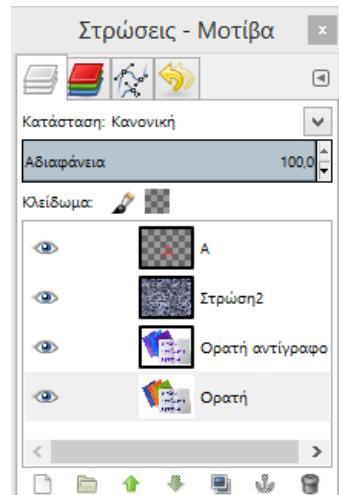 Στρώσεις - Μοτίβα
Κατάσταση: Κανονική
Αδιαφάνεια 100,0
Κλείδωμα:
A
Στρώση2
Ορατή αντίγραφο
Ορατή